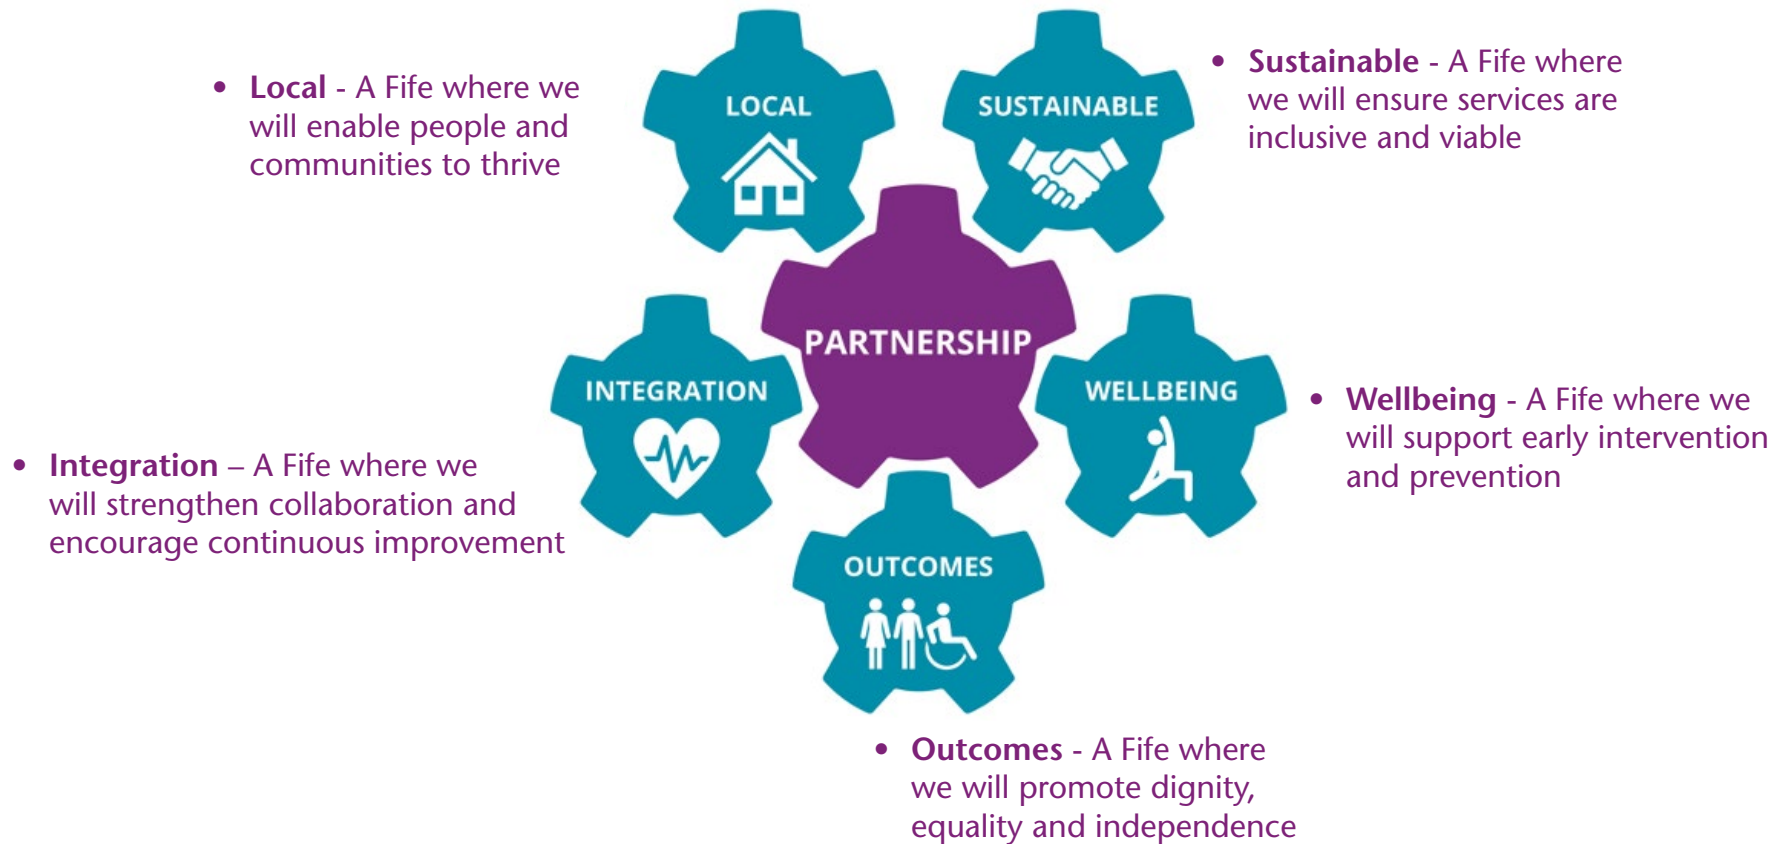 • Local - A Fife where we
will enable people and
communities to thrive
LOCAL
SUSTAINABLE
• Sustainable - A Fife where
we will ensure services are
inclusive and viable
PARTNERSHIP
INTEGRATION
WELLBEING
• Wellbeing - A Fife where we
will support early intervention
and prevention
• Integration – A Fife where we
will strengthen collaboration and
encourage continuous improvement
OUTCOMES
• Outcomes - A Fife where
we will promote dignity,
equality and independence